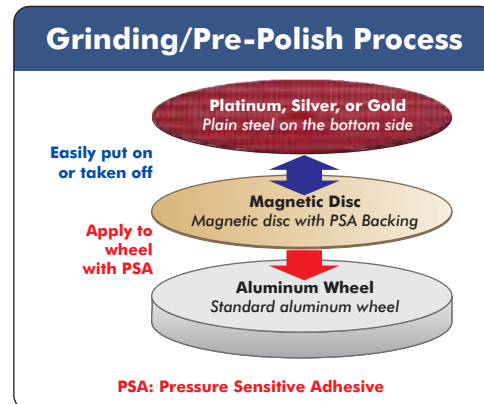 Grinding/Pre-Polish Process
Platinum, Silver, or Gold
Plain steel on the bottom side
Easily put on
or taken off
Magnetic Disc
Magnetic disc with PSA Backing
Apply to
wheel
with PSA
Aluminum Wheel
Standard aluminum wheel
PSA: Pressure Sensitive Adhesive